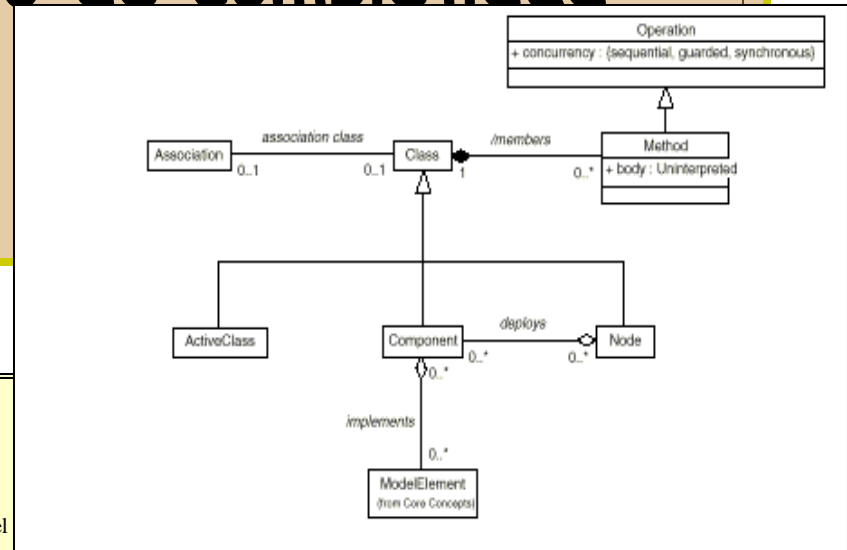 Operation
+ concurrency : {sequential, guarded, synchronous}
association class
/members
Association
Class
Method
0..1
0..1
1
0..*
+ body : Uninterpreted
deploys
ActiveClass
Component
Node
0..*
0..*
0..*
implements
0..*
ModelElement
(from Core Concepts)
el